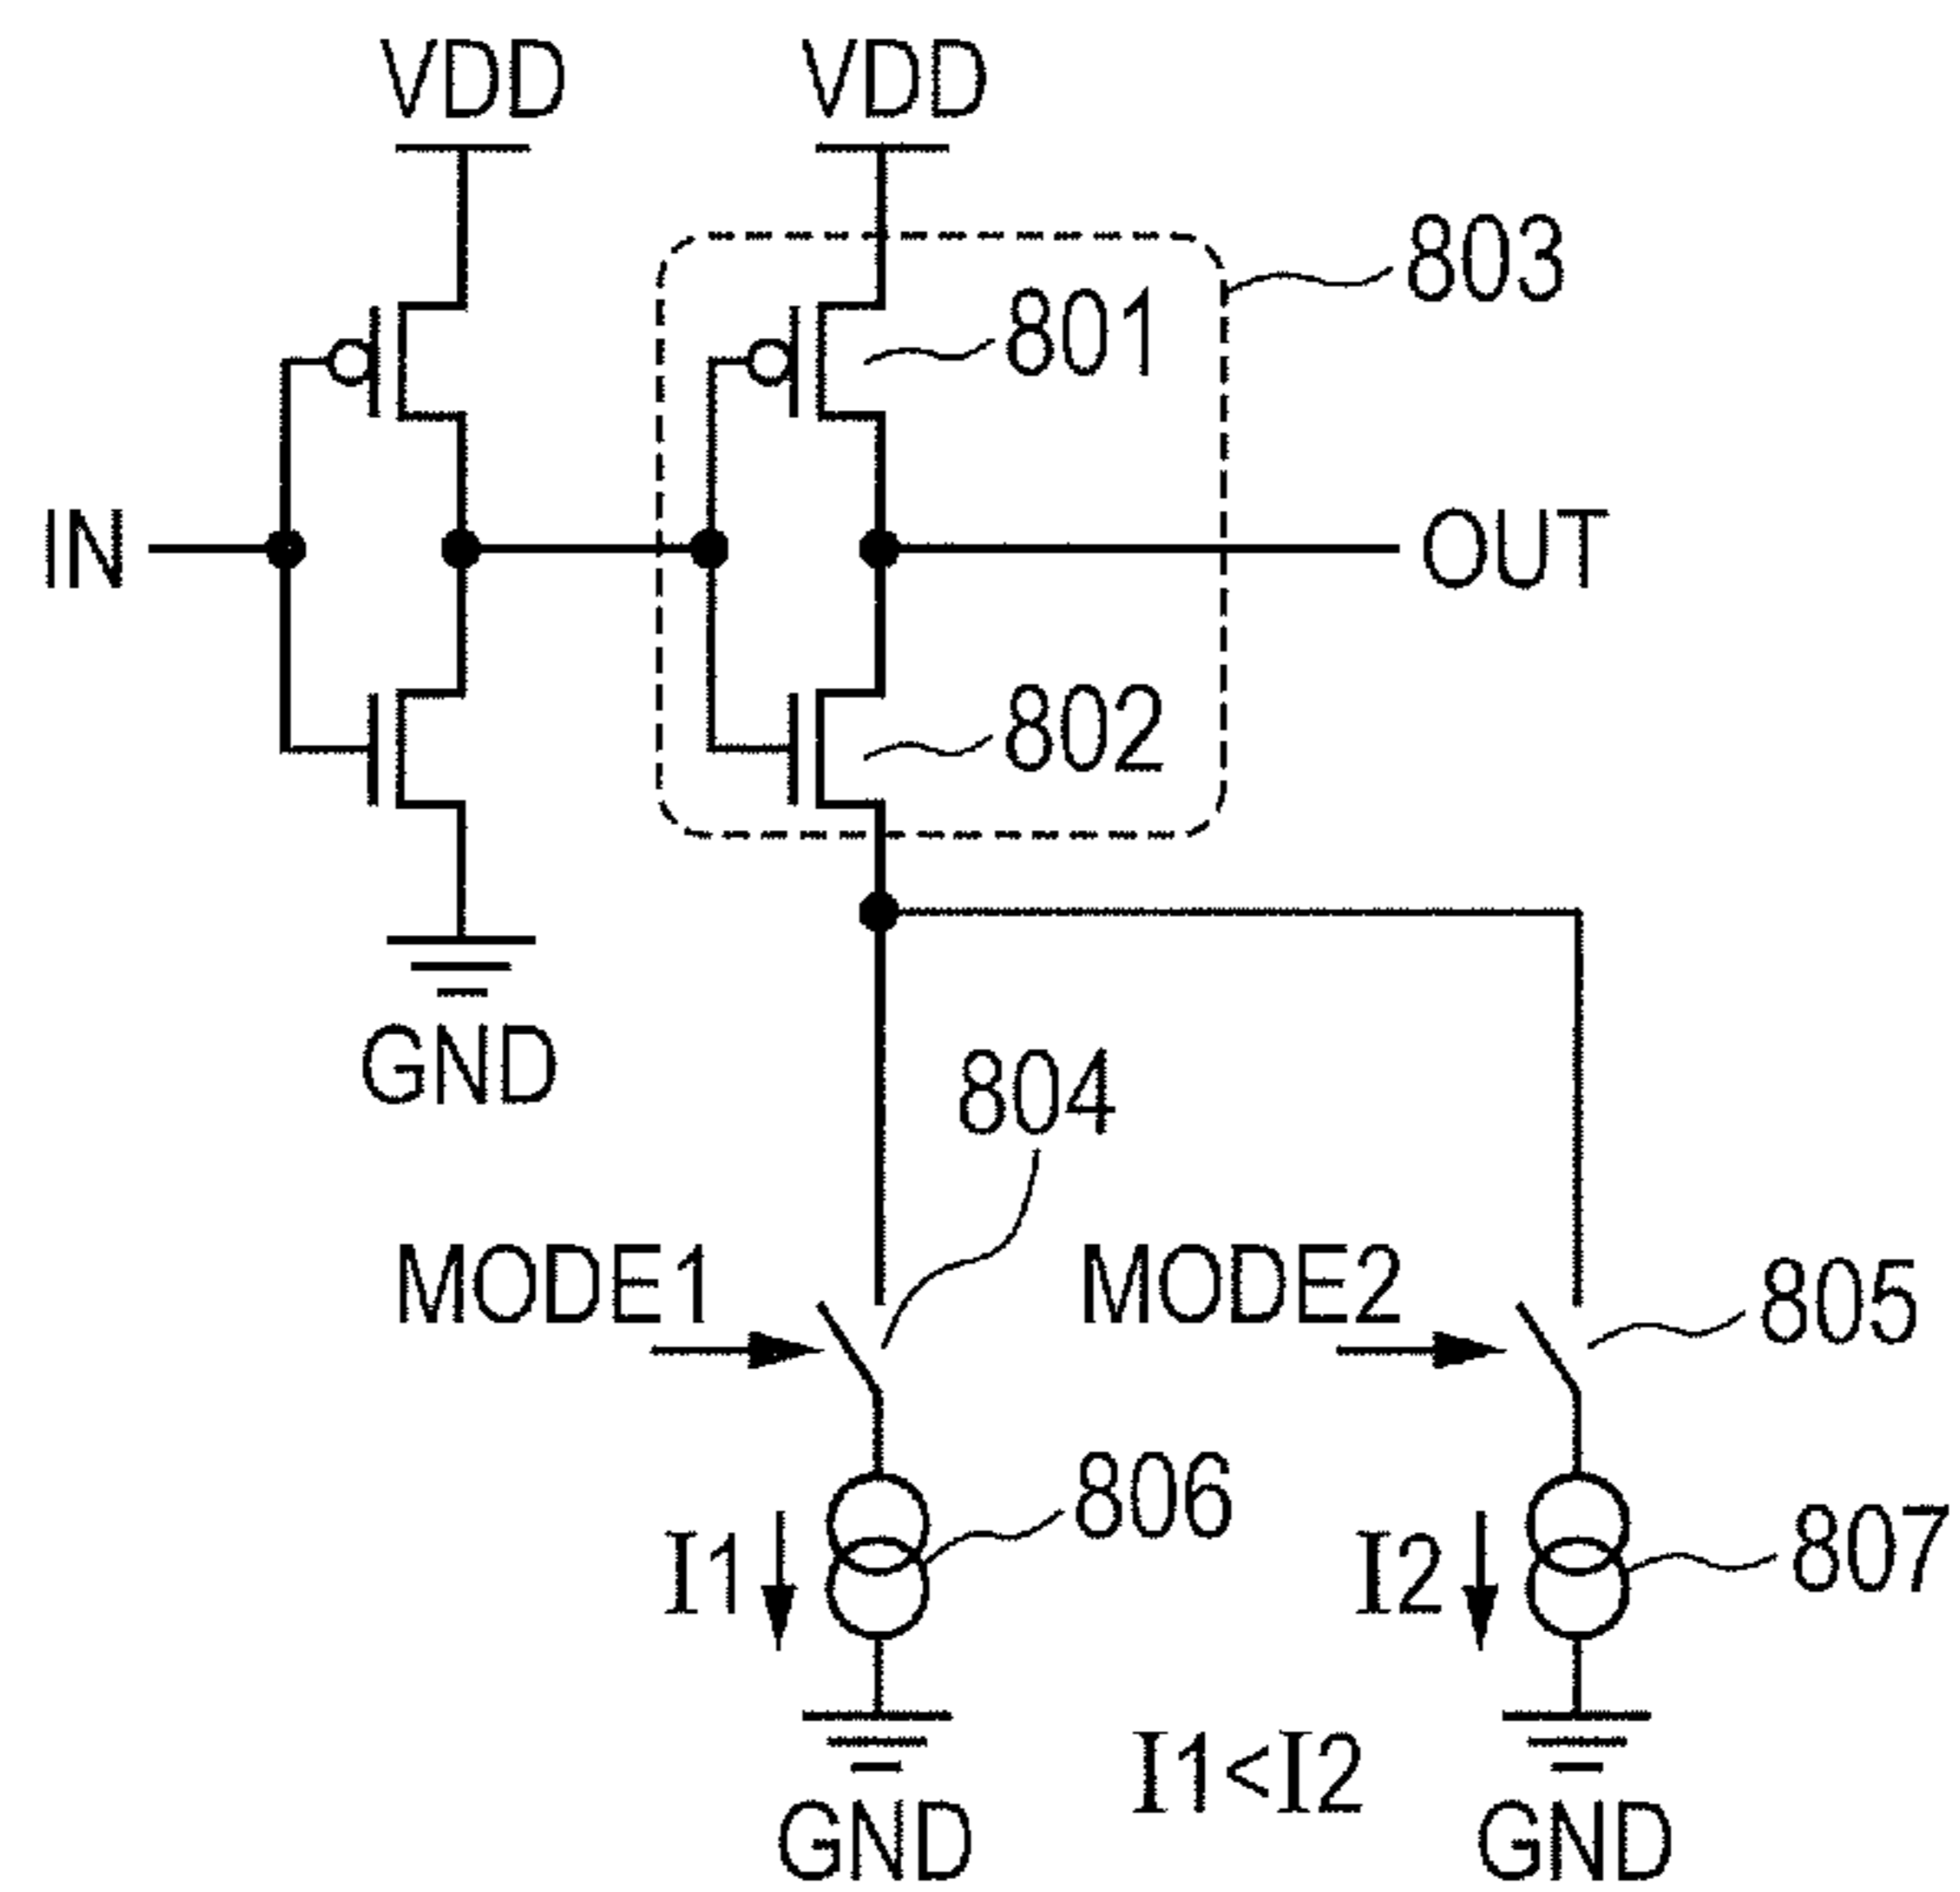 VDD
VDD
803
801
IN
OUT
802
GND
804
MODE1
MODE2
805
806
I1
I2
807
I1<I2
GND
GND